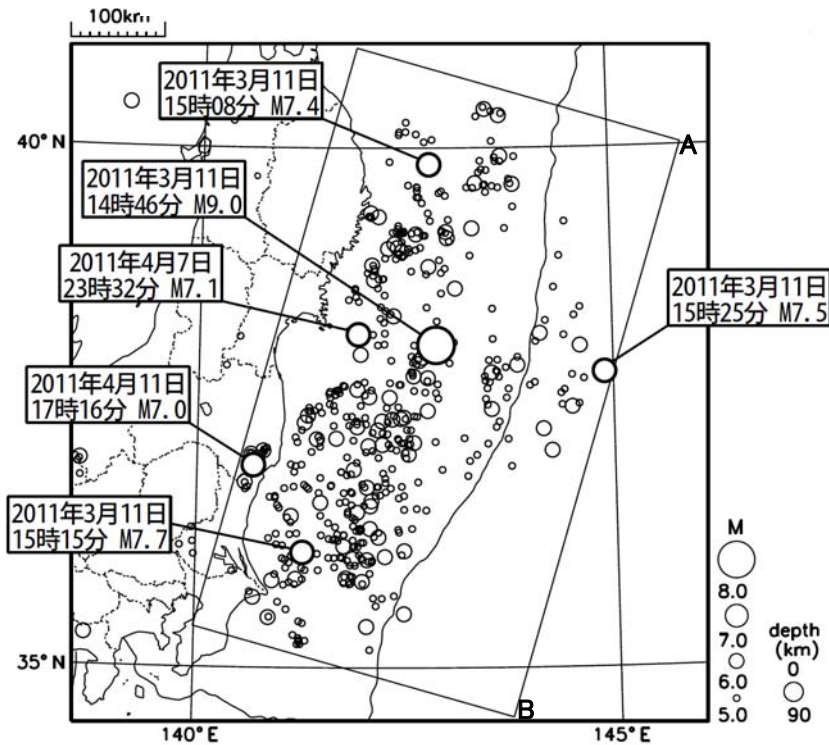 100km
2011年3月11日
15時08分 M7.4
40°N
A
2011年3月11日
14時46分 M9.0
2011年4月7日
23時32分 M7.1
2011年3月11日
15時25分 M7.5
2011年4月11日
17時16分 M7.0
2011年3月11日
15時15分 M7.7
M
8.0
7.0
6.0
5.0
depth
(km)
0
90
35°N
B
140°E
145°E